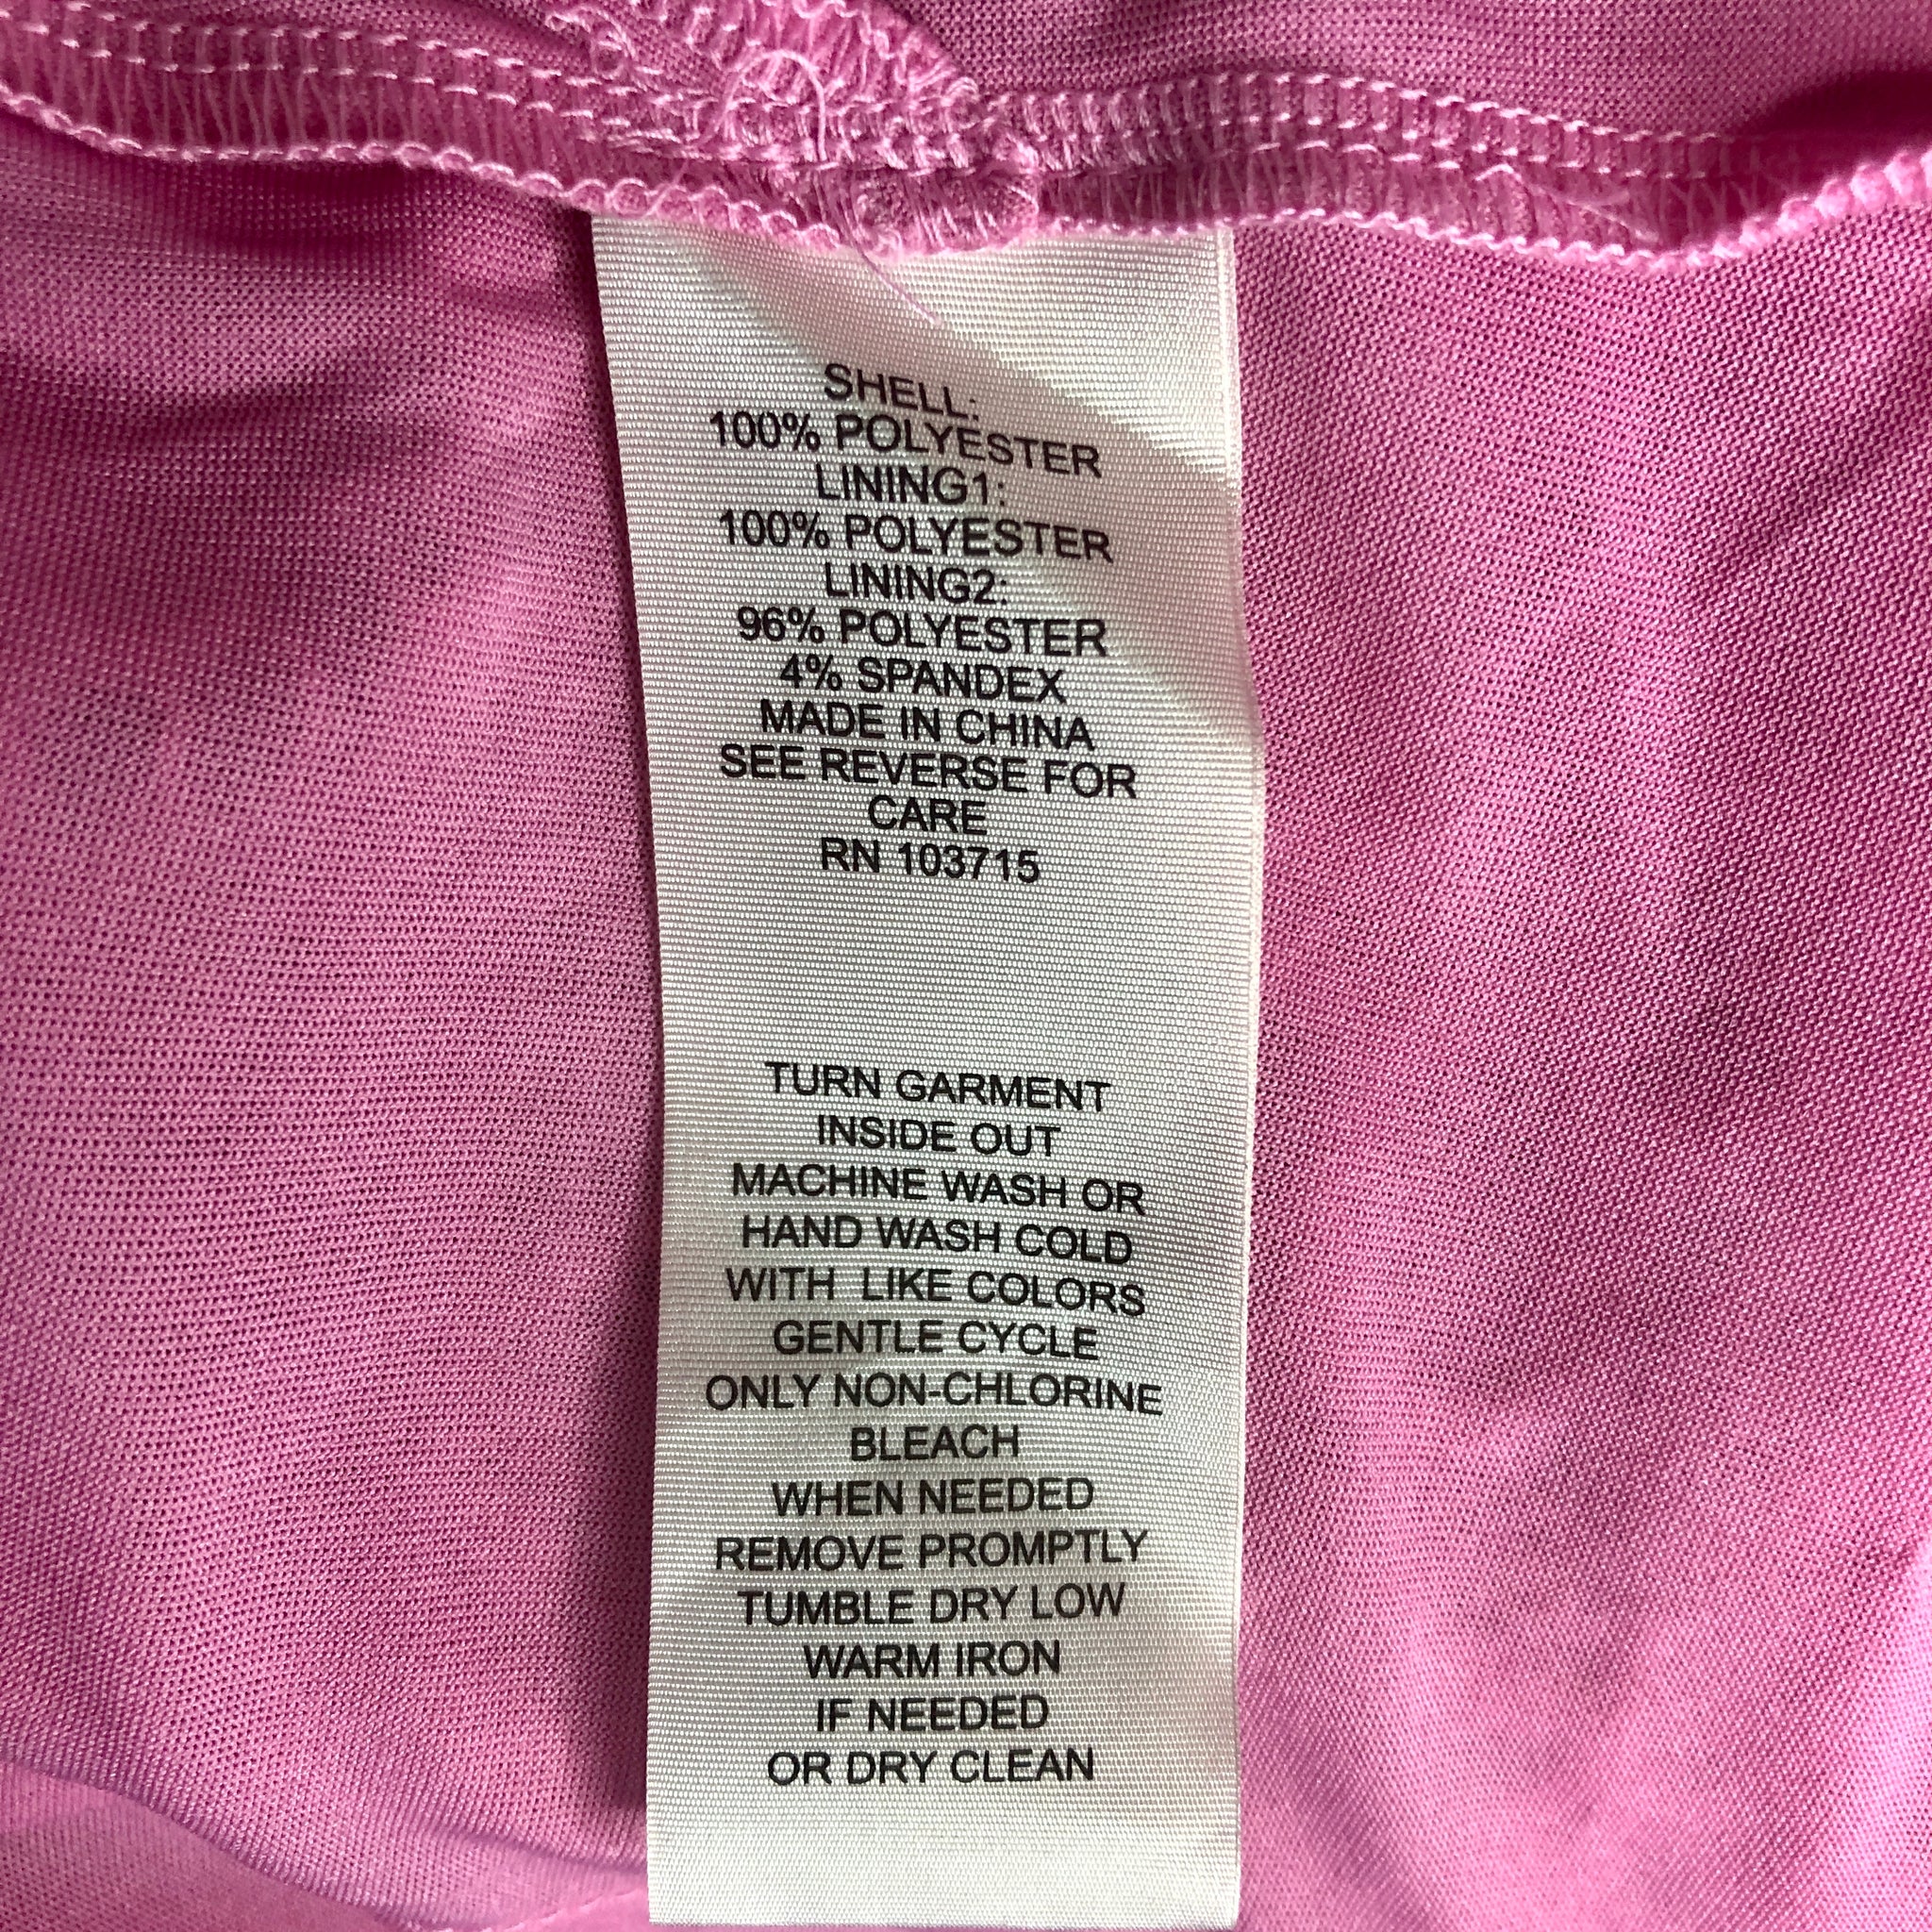 SHELL:
100% POLYESTER
LINING1:
100% POLYESTER
LINING2:
96% POLYESTER
4% SPANDEX
MADE IN CHINA
SEE REVERSE FOR
CARE
RN 103715
TURN GARMENT
INSIDE OUT
MACHINE WASH OR
HAND WASH COLD
WITH LIKE COLORS
GENTLE CYCLE
ONLY NON-CHLORINE
BLEACH
WHEN NEEDED
REMOVE PROMPTLY
TUMBLE DRY LOW
WARM IRON
IF NEEDED
OR DRY CLEAN